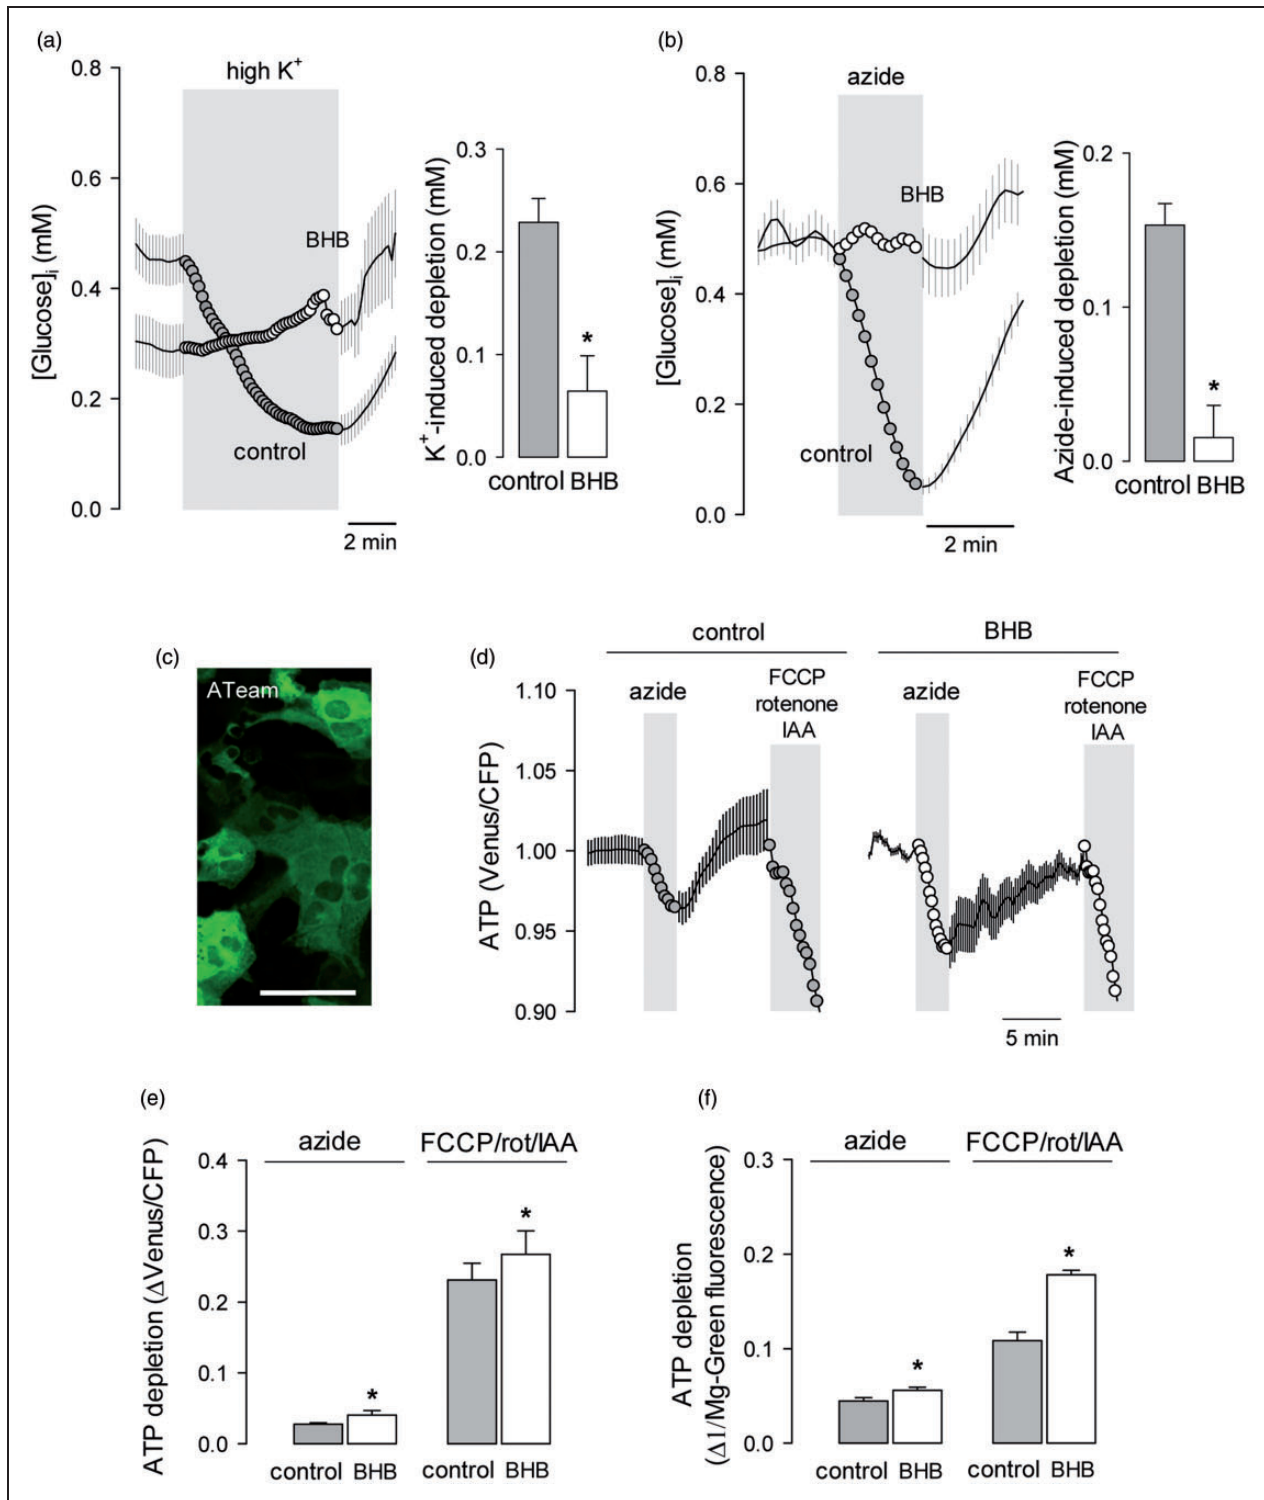 (a)
high K+
0.8
0.6
0.4
0.2
0.0
[Glucose]i (mM)
BHB
control
2 min
K+-induced depletion (mM)
0.3
0.2
0.1
0.0
control BHB
*
(b)
azide
0.8
0.6
0.4
0.2
0.0
[Glucose]i (mM)
BHB
control
2 min
Azide-induced depletion (mM)
0.2
0.1
0.0
control BHB
*
(c)
ATeam
(d)
control
BHB
azide
FCCP
rotenone
IAA
azide
FCCP
rotenone
IAA
ATP (Venus/CFP)
1.10
1.05
1.00
0.95
0.90
5 min
(e)
azide
FCCP/rot/IAA
ATP depletion (ΔVenus/CFP)
0.4
0.3
0.2
0.1
0.0
*
*
control BHB
control BHB
(f)
azide
FCCP/rot/IAA
ATP depletion
(Δ1/Mg-Green fluorescence)
0.3
0.2
0.1
0.0
*
*
control BHB
control BHB